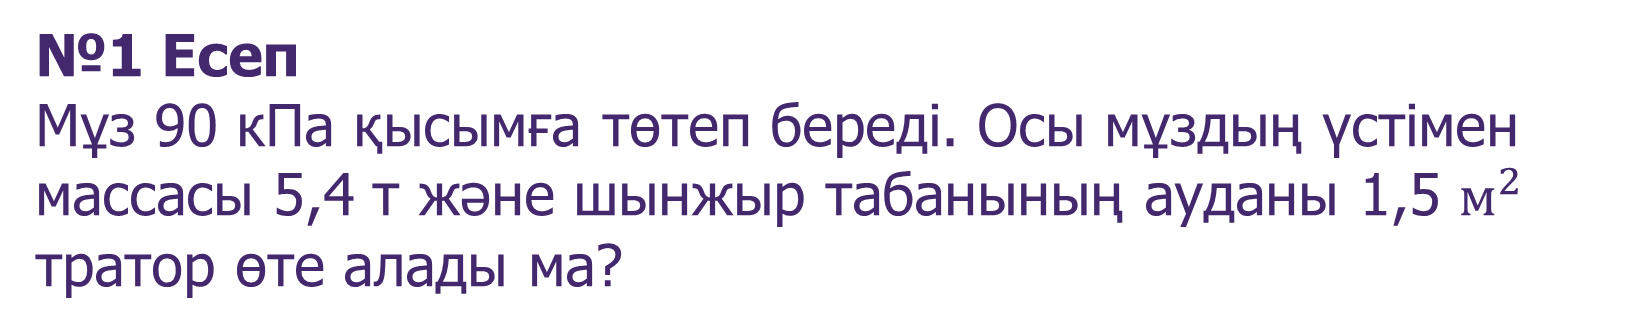 №1 Есеп
Мұз 90 кПа қысымға төтеп береді. Осы мұздың үстімен
массасы 5,4 т және шынжыр табанының ауданы 1,5 м²
тратор өте алады ма?